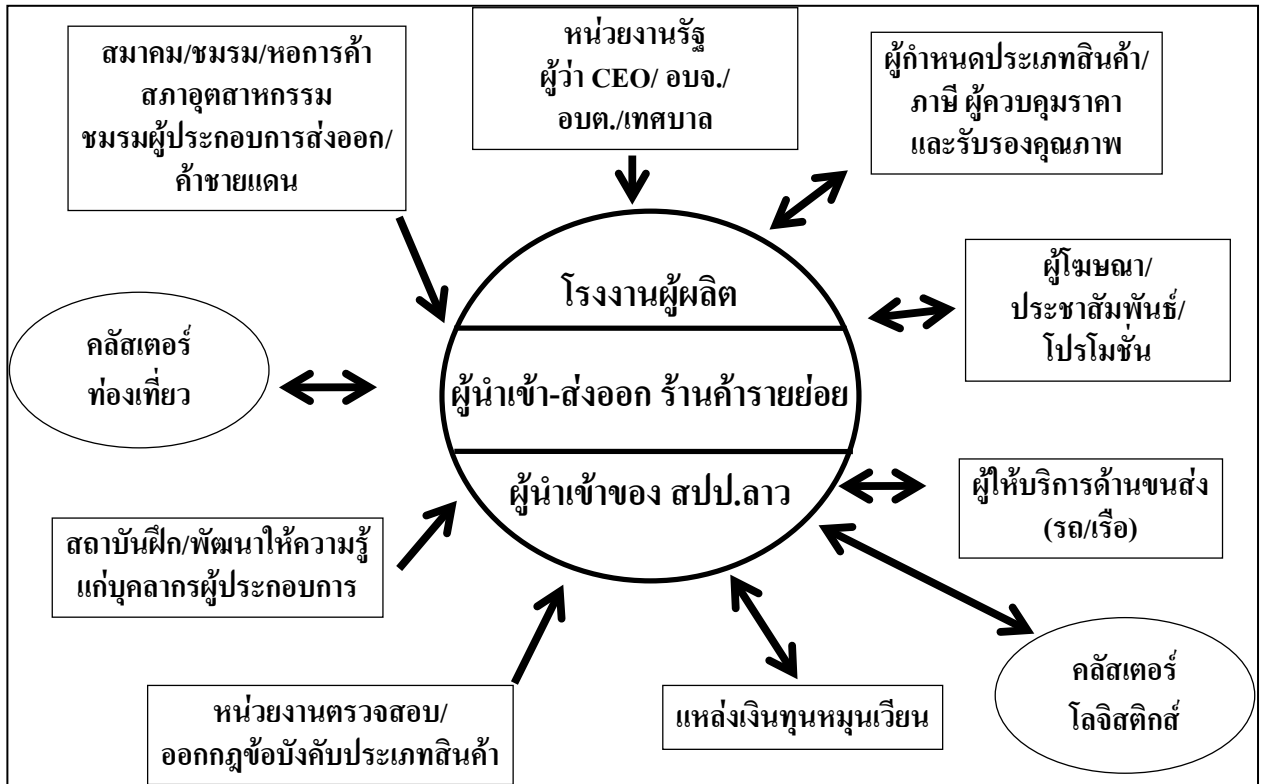 สมาคม/ชมรม/หอการค้า
สภาอุตสาหกรรม
ชมรมผู้ประกอบการส่งออก/
ค้าชายแดน
หน่วยงานรัฐ
ผู้ว่า CEO/ อบจ./
อบต./เทศบาล
ผู้กำหนดประเภทสินค้า/
ภาษี ผู้ควบคุมราคา
และรับรองคุณภาพ
โรงงานผู้ผลิต
ผู้นำเข้า-ส่งออก ร้านค้ารายย่อย
ผู้นำเข้าของ สปป.ลาว
คลัสเตอร์
ท่องเที่ยว
ผู้โฆษณา/
ประชาสัมพันธ์/
โปรโมชั่น
สถาบันฝึก/พัฒนาให้ความรู้
แก่บุคลากรผู้ประกอบการ
ผู้ให้บริการด้านขนส่ง
(รถ/เรือ)
หน่วยงานตรวจสอบ/
ออกกฎข้อบังคับประเภทสินค้า
แหล่งเงินทุนหมุนเวียน
คลัสเตอร์
โลจิสติกส์